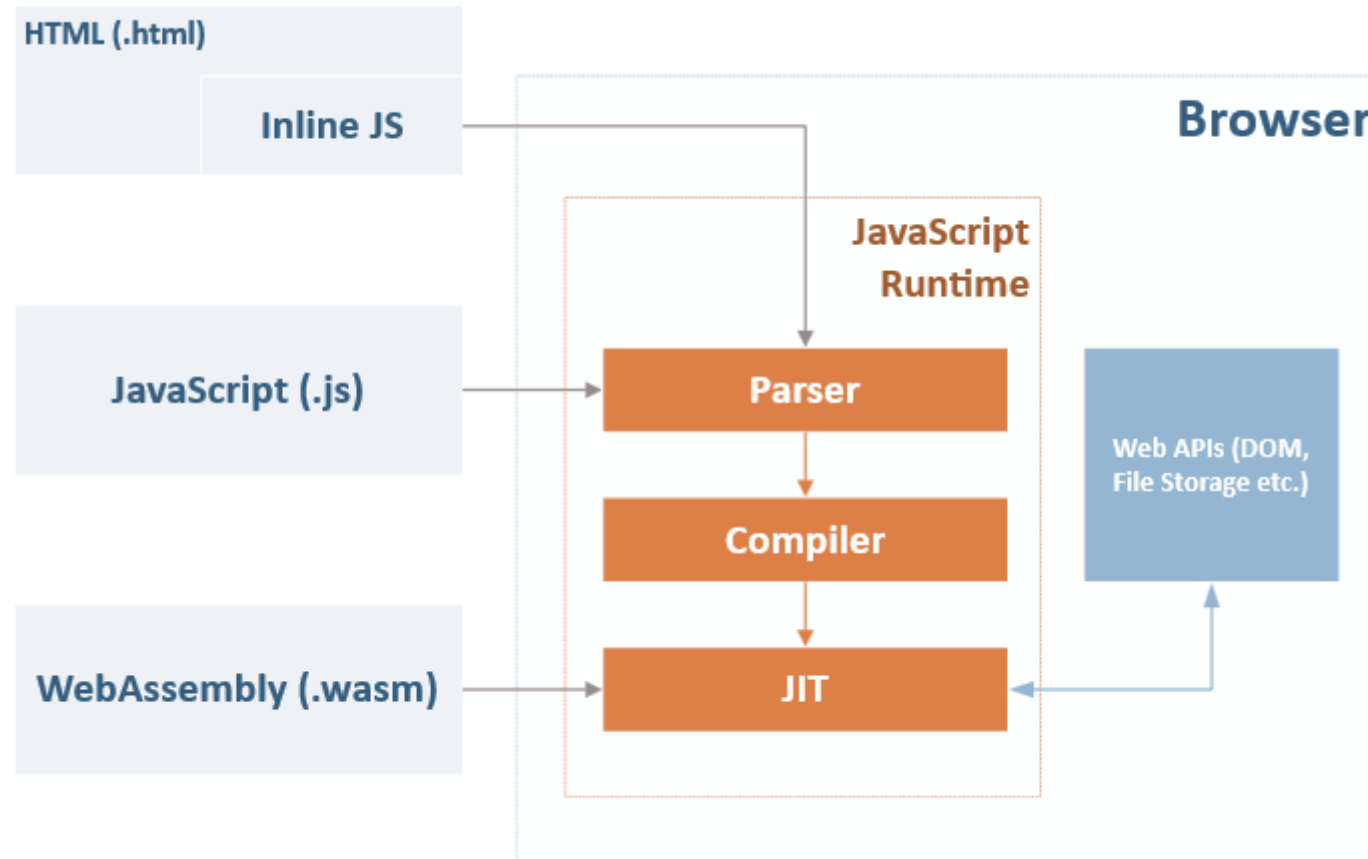 HTML (.html)
Inline JS
Browser
JavaScript
Runtime
JavaScript (.js)
Parser
Web APIs (DOM,
File Storage etc.)
Compiler
WebAssembly (.wasm)
JIT